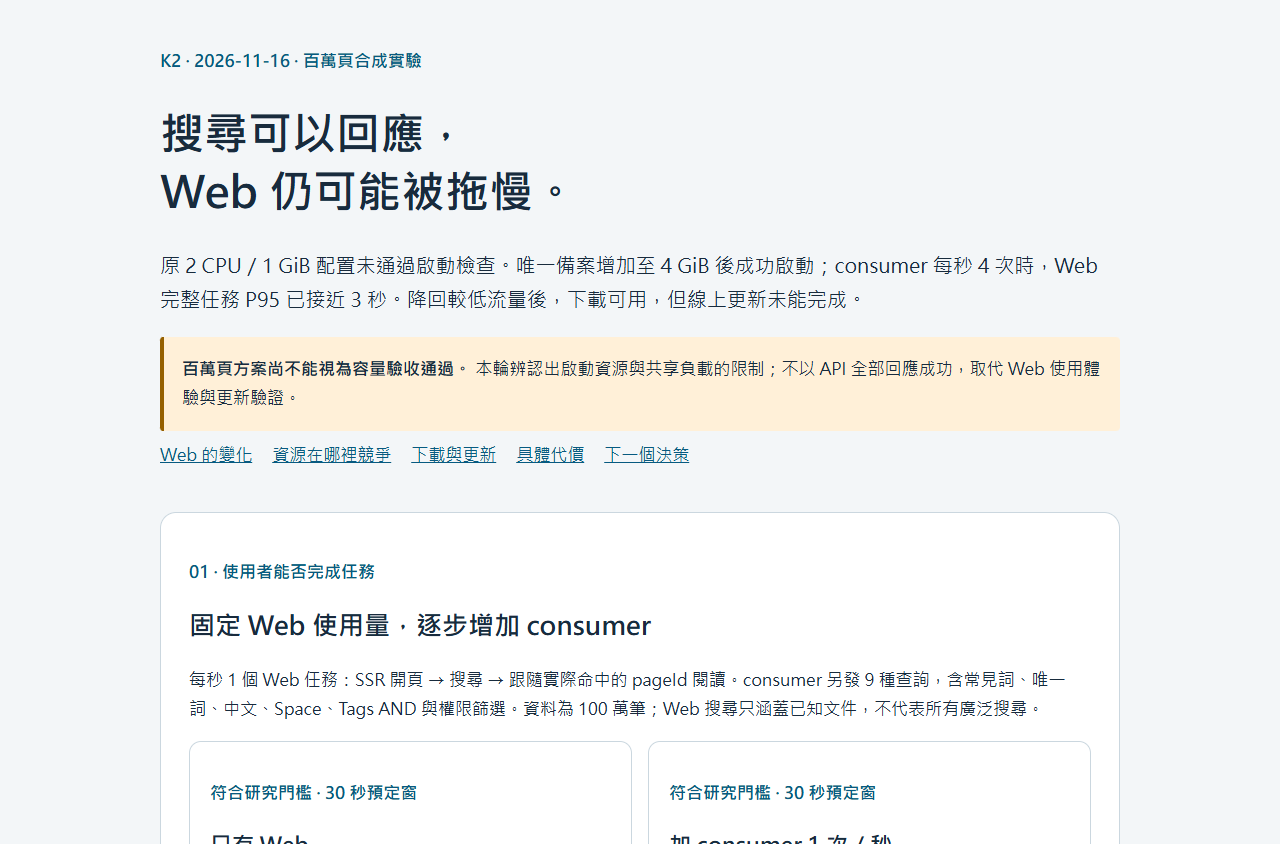 K2 · 2026-11-16 · 百萬頁合成實驗
搜尋可以回應，
Web 仍可能被拖慢。
原 2 CPU / 1 GiB 配置未通過啟動檢查。唯一備案增加至 4 GiB 後成功啟動；consumer 每秒 4 次時，Web
完整任務 P95 已接近 3 秒。降回較低流量後，下載可用，但線上更新未能完成。
百萬頁方案尚不能視為容量驗收通過。 本輪辨認出啟動資源與共享負載的限制；不以 API 全部回應成功，取代 Web 使用體
驗與更新驗證。
Web 的變化 資源在哪裡競爭 下載與更新 具體代價 下一個決策
01 · 使用者能否完成任務
固定 Web 使用量，逐步增加 consumer
每秒 1 個 Web 任務：SSR 開頁 → 搜尋 → 跟隨實際命中的 pageId 閱讀。consumer 另發 9 種查詢，含常見詞、唯一
詞、中文、Space、Tags AND 與權限篩選。資料為 100 萬筆；Web 搜尋只涵蓋已知文件，不代表所有廣泛搜尋。
符合研究門檻 · 30 秒預定窗
只有 Web
符合研究門檻 · 30 秒預定窗
加 consumer 1 次 / 秒